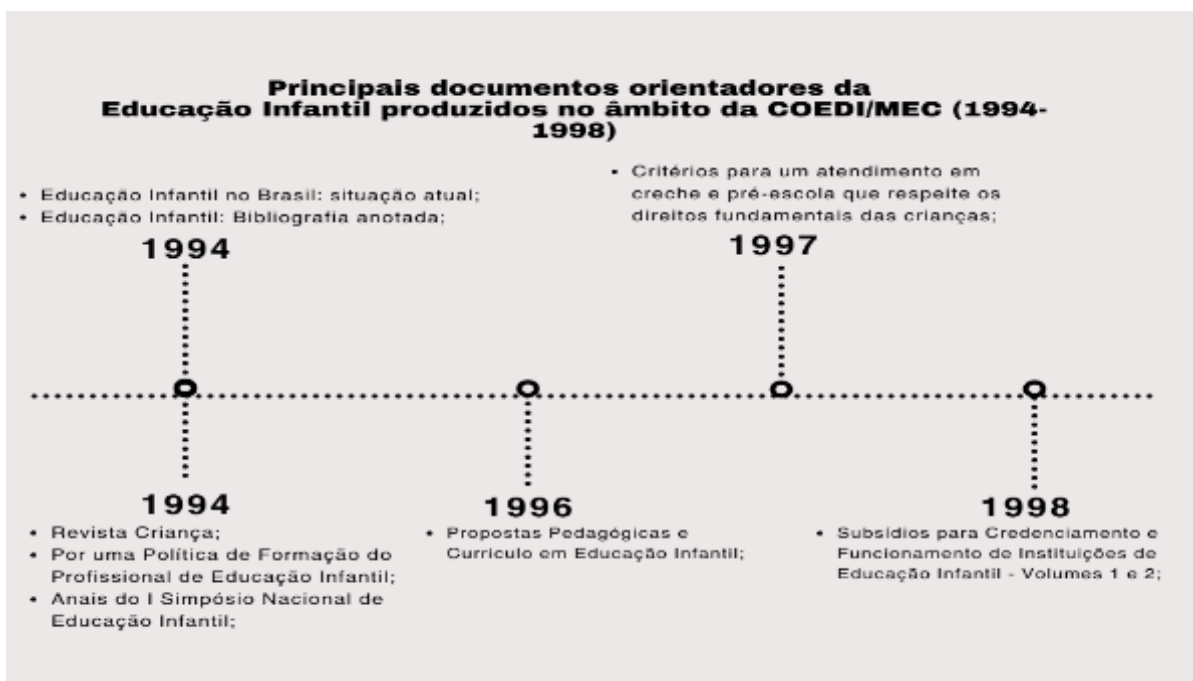 Principais documentos orientadores da
Educação Infantil produzidos no âmbito da COEDI/MEC (1994-
1998)
• Educação Infantil no Brasil: situação atual;
• Educação Infantil: Bibliografia anotada;
1994
• Critérios para um atendimento em
creche e pré-escola que respeite os
direitos fundamentais das crianças;
1997
1994
• Revista Criança;
• Por uma Política de Formação do
Profissional de Educação Infantil;
• Anais do I Simpósio Nacional de
Educação Infantil;
1996
• Propostas Pedagógicas e
Currículo em Educação Infantil;
1998
• Subsídios para Credenciamento e
Funcionamento de Instituições de
Educação Infantil - Volumes 1 e 2;